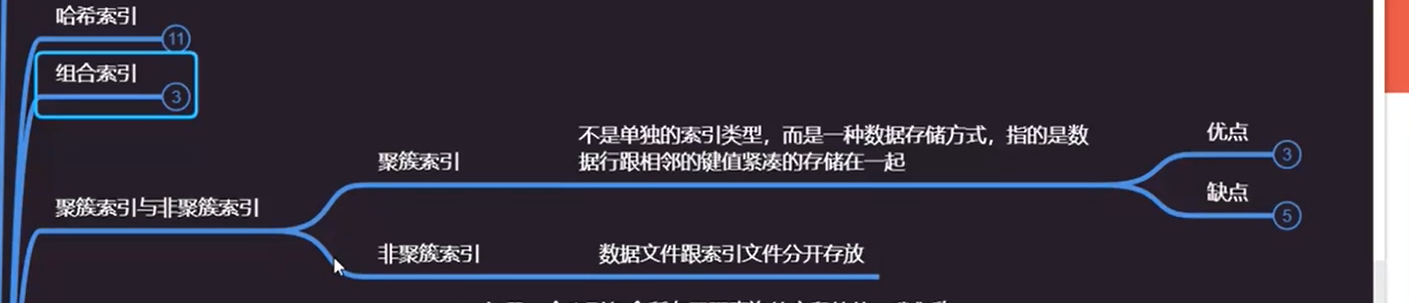 哈希索引
11
组合索引
3
聚簇索引与非聚簇索引
聚簇索引
不是单独的索引类型，而是一种数据存储方式，指的是数
据行跟相邻的键值紧凑的存储在一起
优点
3
缺点
5
非聚簇索引
数据文件跟索引文件分开存放